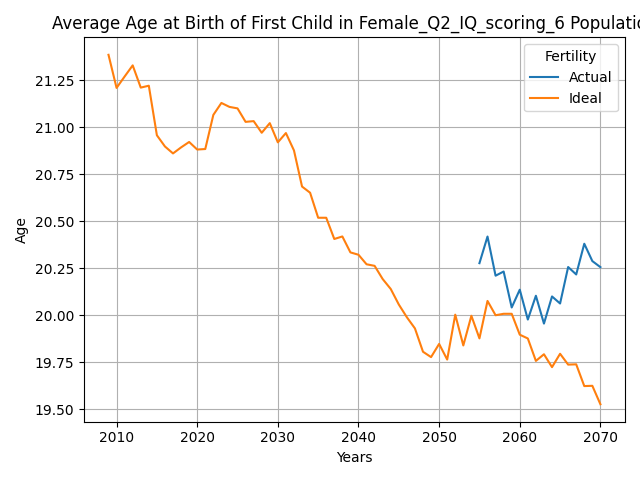 Average Age at Birth of First Child in Female_Q2_IQ_scoring_6 Populatio
Fertility
Actual
Ideal
21.25
21.00
20.75
20.50
20.25
20.00
19.75
19.50
Age
2010 2020 2030 2040 2050 2060 2070
Years